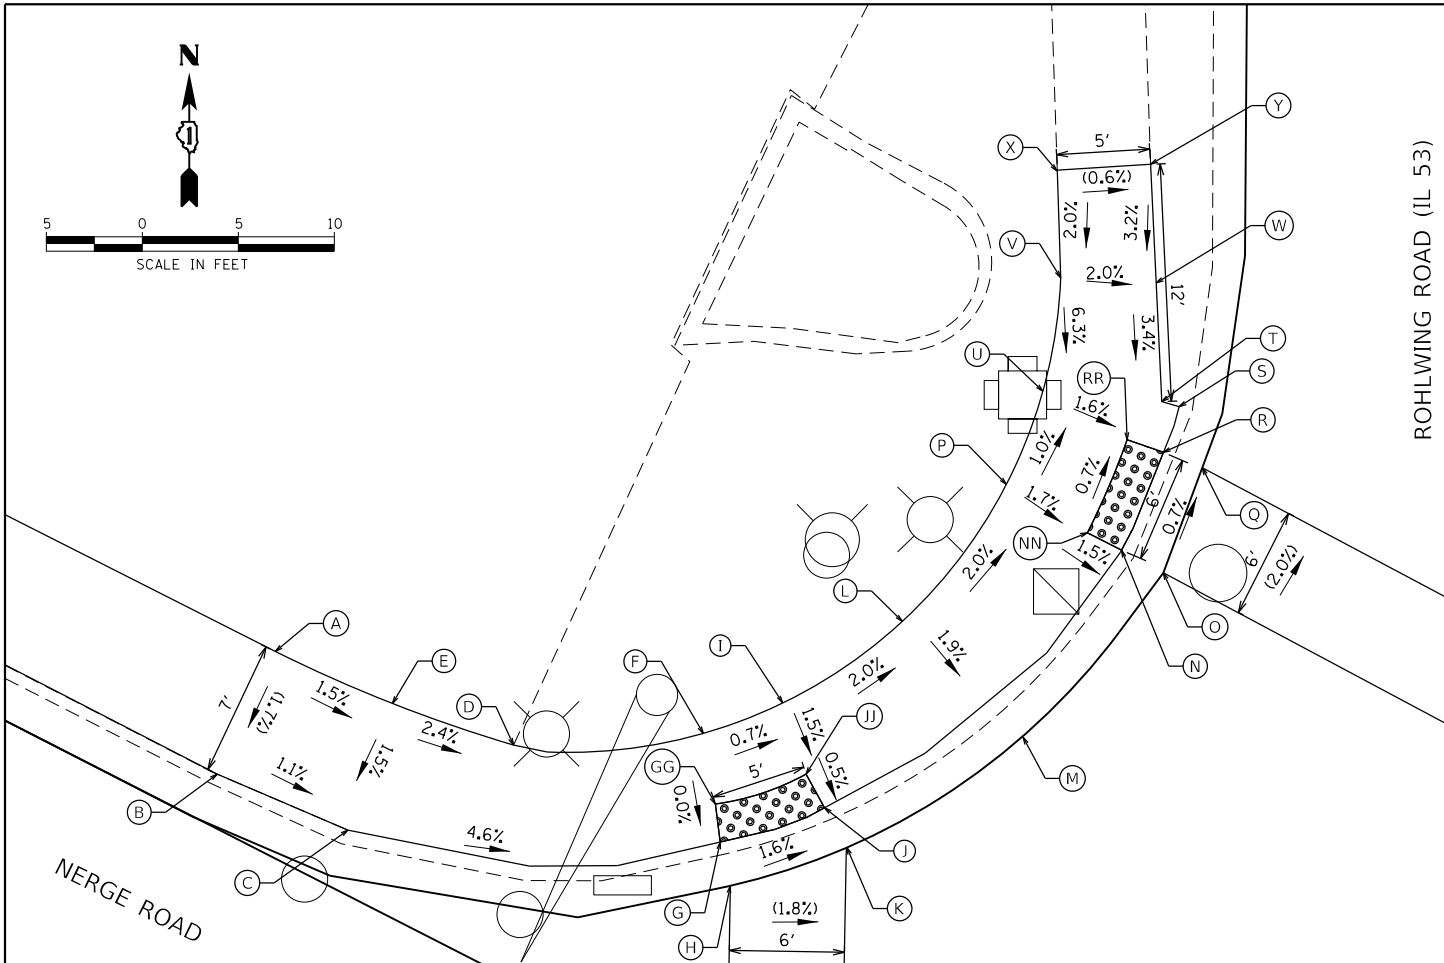 N
1
5 0 5 10
SCALE IN FEET
ROHLWING ROAD (IL 53)
Y
X
5'
(0.6%)
2.0%
3.2%
W
V
2.0%
12'
6.3%
3.4%
T
U
S
RR
1.6%
R
P
1.0%
0.7%
6'
1.7%
0.7%
Q
NN
1.5%
6'
(2.0%)
2.0%
L
O
A
N
1.9%
I
E
F
2.0%
7'
(1.7%)
1.5%
D
2.4%
0.7%
1.5%
JJ
1.5%
GG
5'
0.5%
M
1.1%
0.0%
B
4.6%
1.6%
J
C
NERGE ROAD
G
(1.8%)
K
H
6'